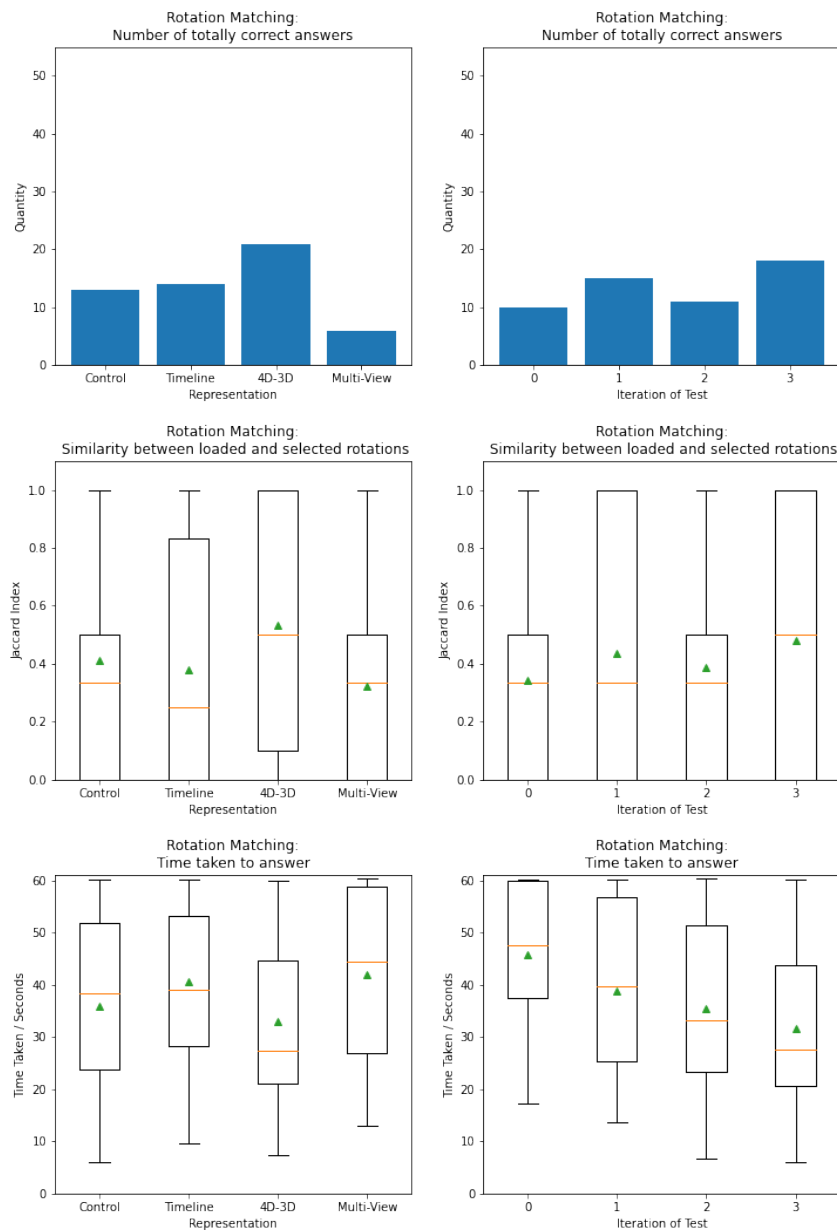 Rotation Matching:
Number of totally correct answers
50
40
30
20
10
0
Quantity
Control Timeline 4D-3D Multi-View
Representation
Rotation Matching:
Number of totally correct answers
50
40
30
20
10
0
Quantity
0 1 2 3
Iteration of Test
Rotation Matching:
Similarity between loaded and selected rotations
1.0
0.8
0.6
0.4
0.2
0.0
Jaccard Index
Control Timeline 4D-3D Multi-View
Representation
Rotation Matching:
Similarity between loaded and selected rotations
1.0
0.8
0.6
0.4
0.2
0.0
Jaccard Index
0 1 2 3
Iteration of Test
Rotation Matching:
Time taken to answer
60
50
40
30
20
10
0
Time Taken / Seconds
Control Timeline 4D-3D Multi-View
Representation
Rotation Matching:
Time taken to answer
60
50
40
30
20
10
0
Time Taken / Seconds
0 1 2 3
Iteration of Test